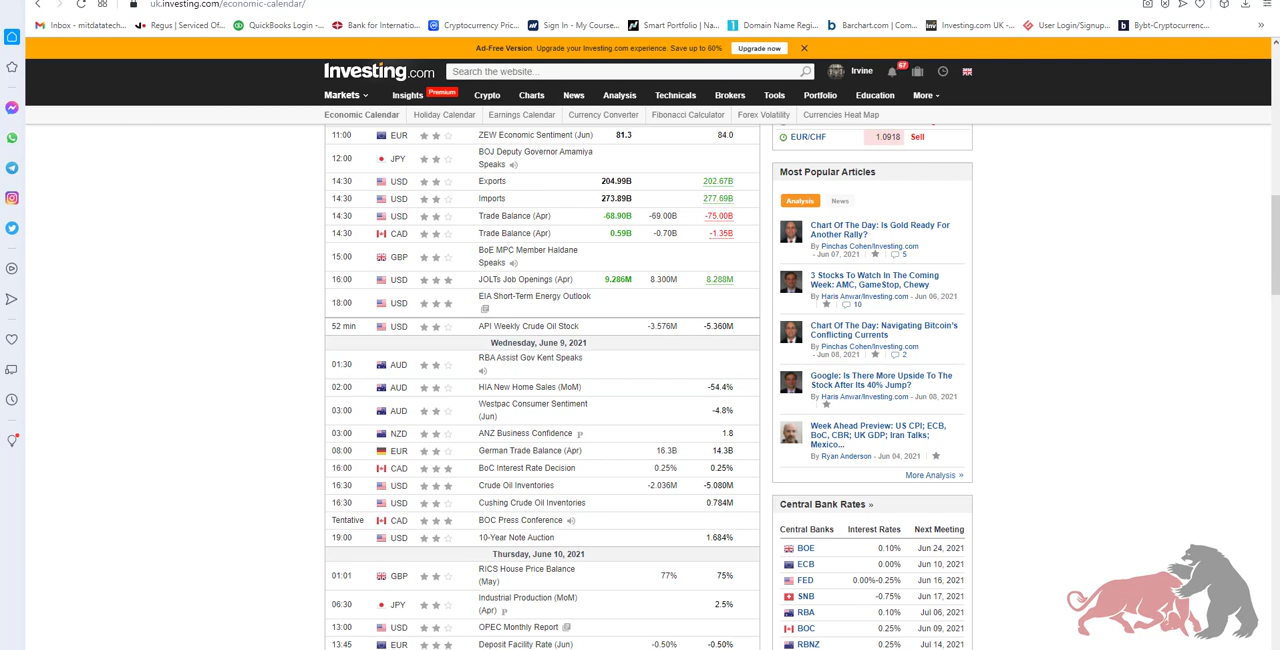 uk.investing.com/economic-calendar/
Inbox - mitdatatech... Regus | Serviced Of... QuickBooks Login -... Bank for Internatio... Cryptocurrency Pric... Sign In - My Course... Smart Portfolio | Na... Domain Name Regi... Barchart.com | Com... Investing.com UK -... User Login/Signup... Bybt-Cryptocurrenc... »
Ad-Free Version. Upgrade your Investing.com experience. Save up to 60% Upgrade now
Investing.com Search the website... Irvine 67
Markets Insights Premium Crypto Charts News Analysis Technicals Brokers Tools Portfolio Education More
Economic Calendar Holiday Calendar Earnings Calendar Currency Converter Fibonacci Calculator Forex Volatility Currencies Heat Map
11:00 EUR ZEW Economic Sentiment (Jun) 81.3 84.0
12:00 JPY BOJ Deputy Governor Amamiya
Speaks
14:30 USD Exports 204.99B 202.67B
14:30 USD Imports 273.89B 277.69B
14:30 USD Trade Balance (Apr) -68.90B -69.00B -75.00B
14:30 CAD Trade Balance (Apr) 0.59B -0.70B -1.35B
15:00 GBP BoE MPC Member Haldane
Speaks
16:00 USD JOLTs Job Openings (Apr) 9.286M 8.300M 8.288M
18:00 USD EIA Short-Term Energy Outlook
52 min USD API Weekly Crude Oil Stock -3.576M -5.360M
Wednesday, June 9, 2021
01:30 AUD RBA Assist Gov Kent Speaks
02:00 AUD HIA New Home Sales (MoM) -54.4%
03:00 AUD Westpac Consumer Sentiment
(Jun) -4.8%
03:00 NZD ANZ Business Confidence P 1.8
08:00 EUR German Trade Balance (Apr) 16.3B 14.3B
16:00 CAD BoC Interest Rate Decision 0.25% 0.25%
16:30 USD Crude Oil Inventories -2.036M -5.080M
16:30 USD Cushing Crude Oil Inventories 0.784M
Tentative CAD BOC Press Conference
19:00 USD 10-Year Note Auction 1.684%
Thursday, June 10, 2021
01:01 GBP RICS House Price Balance
(May) 77% 75%
06:30 JPY Industrial Production (MoM)
(Apr) P 2.5%
13:00 USD OPEC Monthly Report
13:45 EUR Deposit Facility Rate (Jun) -0.50% -0.50%
EUR/CHF 1.0918 Sell
Most Popular Articles
Analysis News
Chart Of The Day: Is Gold Ready For
Another Rally?
By Pinchas Cohen/Investing.com
- Jun 07, 2021 5
3 Stocks To Watch In The Coming
Week: AMC, GameStop, Chewy
By Haris Anwar/Investing.com - Jun 06, 2021
10
Chart Of The Day: Navigating Bitcoin's
Conflicting Currents
By Pinchas Cohen/Investing.com
- Jun 08, 2021 2
Google: Is There More Upside To The
Stock After Its 40% Jump?
By Haris Anwar/Investing.com - Jun 08, 2021
Week Ahead Preview: US CPI; ECB,
BoC, CBR; UK GDP; Iran Talks;
Mexico...
By Ryan Anderson - Jun 04, 2021
More Analysis »
Central Bank Rates »
Central Banks Interest Rates Next Meeting
BOE 0.10% Jun 24, 2021
ECB 0.00% Jun 10, 2021
FED 0.00%-0.25% Jun 16, 2021
SNB -0.75% Jun 17, 2021
RBA 0.10% Jul 06, 2021
BOC 0.25% Jun 09, 2021
RBNZ 0.25% Jul 14, 2021